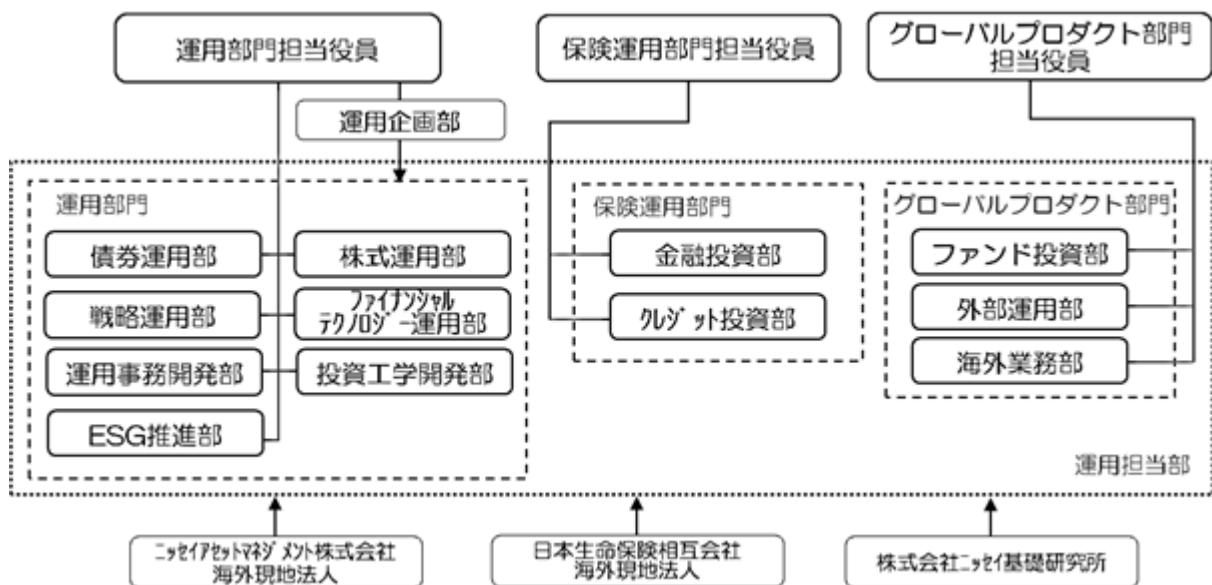 運用部門担当役員
保険運用部門担当役員
グローバルプロダクト部門
担当役員
運用企画部
運用部門
債券運用部
株式運用部
戦略運用部
ファイナンシャル
テクノロジー運用部
運用事務開発部
投資工学開発部
ESG推進部
保険運用部門
金融投資部
クレジット投資部
グローバルプロダクト部門
ファンド投資部
外部運用部
海外業務部
運用担当部
ニッセイアセットマネジメント株式会社
海外現地法人
日本生命保険相互会社
海外現地法人
株式会社ニッセイ基礎研究所